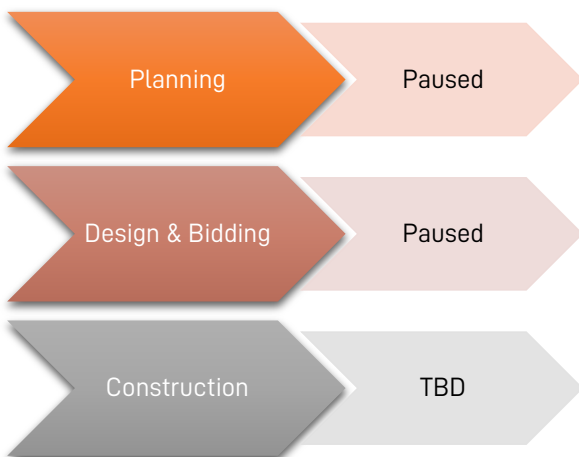 Planning
Paused
Design & Bidding
Paused
Construction
TBD